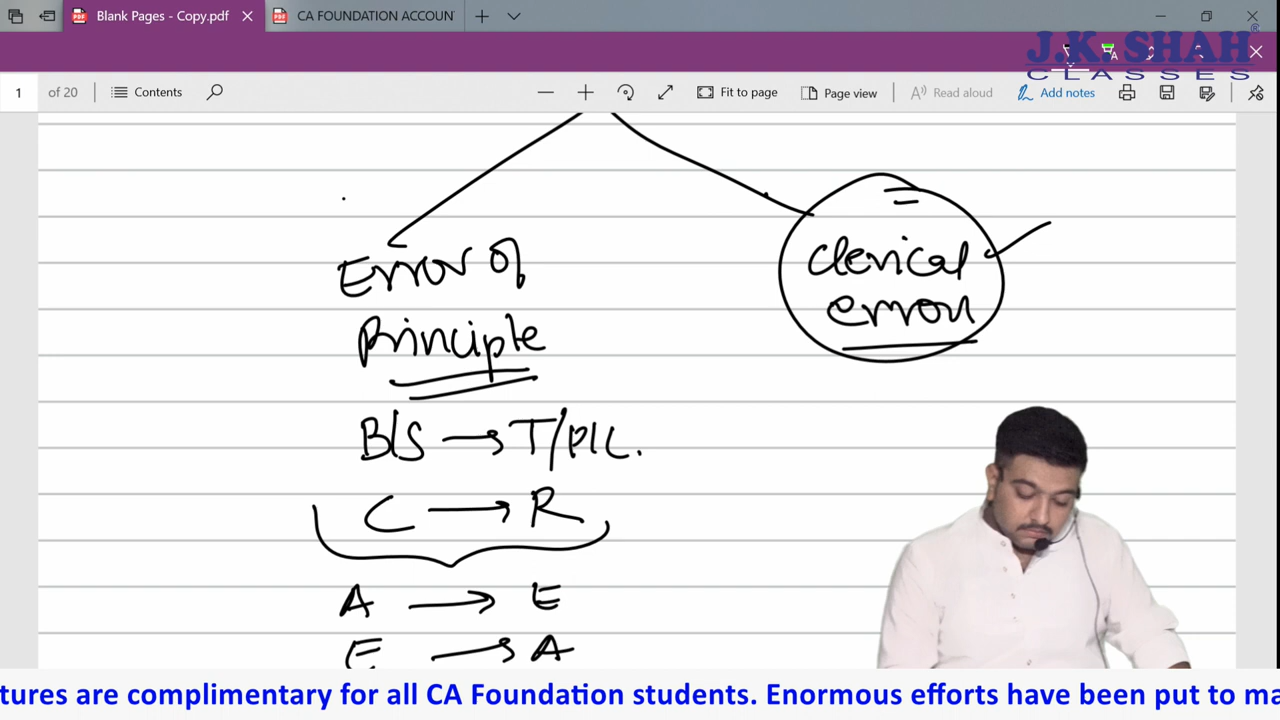 Blank Pages - Copy.pdf
CA FOUNDATION ACCOUN
J.K. SHAH®
CLASSES
1 of 20
Contents
Fit to page
Page view
Read aloud
Add notes
Error of
Principle
B/S → T/P/L.
C → R
A → E
E → A
clerical
error
tures are complimentary for all CA Foundation students. Enormous efforts have been put to ma